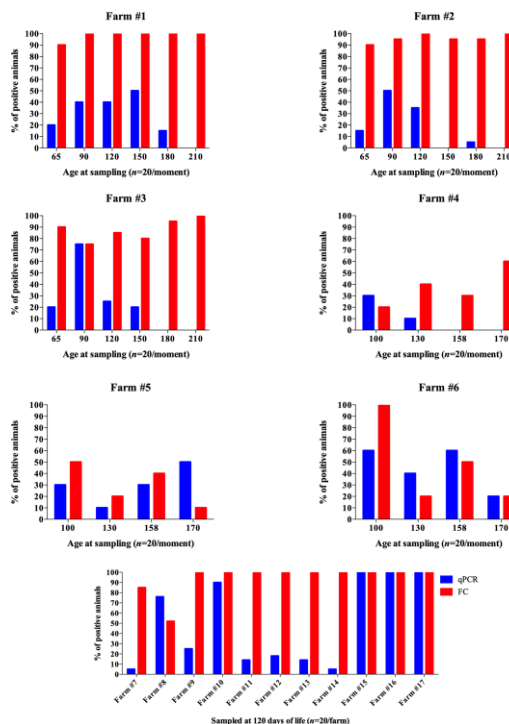 Farm #1
% of positive animals
100
90
80
70
60
50
40
30
20
10
0
65 90 120 150 180 210
Age at sampling (n=20/moment)
Farm #2
% of positive animals
100
90
80
70
60
50
40
30
20
10
0
65 90 120 150 180 210
Age at sampling (n=20/moment)
Farm #3
% of positive animals
100
90
80
70
60
50
40
30
20
10
0
65 90 120 150 180 210
Age at sampling (n=20/moment)
Farm #4
% of positive animals
100
90
80
70
60
50
40
30
20
10
0
100 130 158 170
Age at sampling (n=20/moment)
Farm #5
% of positive animals
100
90
80
70
60
50
40
30
20
10
0
100 130 158 170
Age at sampling (n=20/moment)
Farm #6
% of positive animals
100
90
80
70
60
50
40
30
20
10
0
100 130 158 170
Age at sampling (n=20/moment)
% of positive animals
100
90
80
70
60
50
40
30
20
10
0
Farm #7 Farm #8 Farm #9 Farm #10 Farm #11 Farm #12 Farm #13 Farm #14 Farm #15 Farm #16 Farm #17
Sampled at 120 days of life (n=20/farm)
qPCR
FC